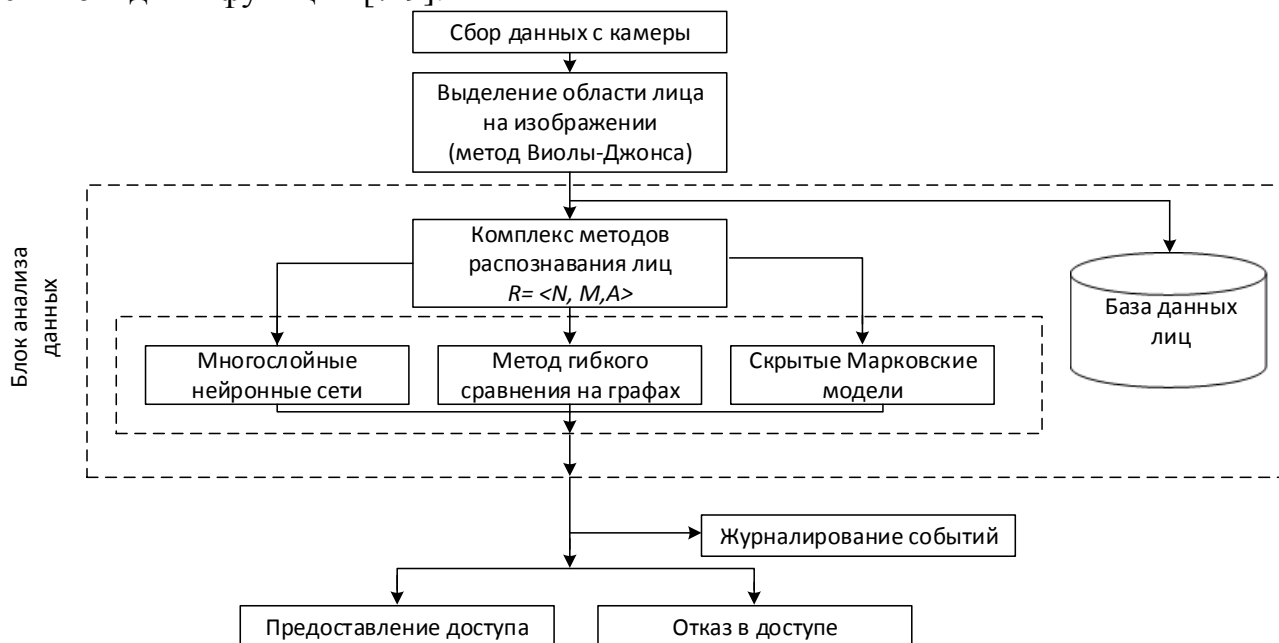 Сбор данных с камеры
Выделение области лица
на изображении
(метод Виолы-Джонса)
Блок анализа
данных
Комплекс методов
распознавания лиц
R= <N, M,A>
База данных
лиц
Многослойные
нейронные сети
Метод гибкого
сравнения на графах
Скрытые Марковские
модели
Журналирование событий
Предоставление доступа
Отказ в доступе